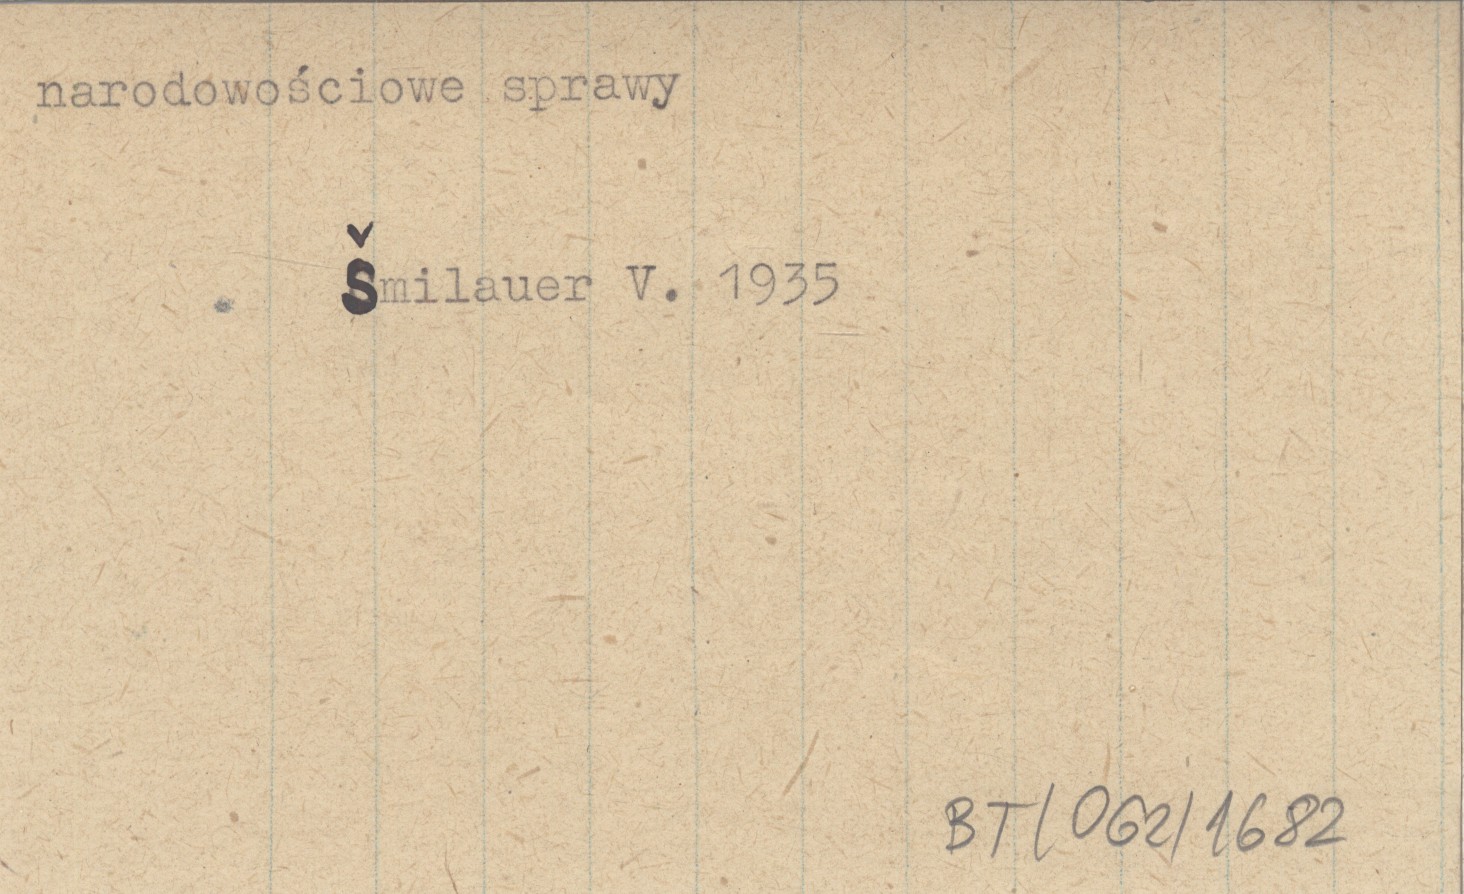 narodowościowe sprawy
Šmilauer V. 1935
BT/062/1682